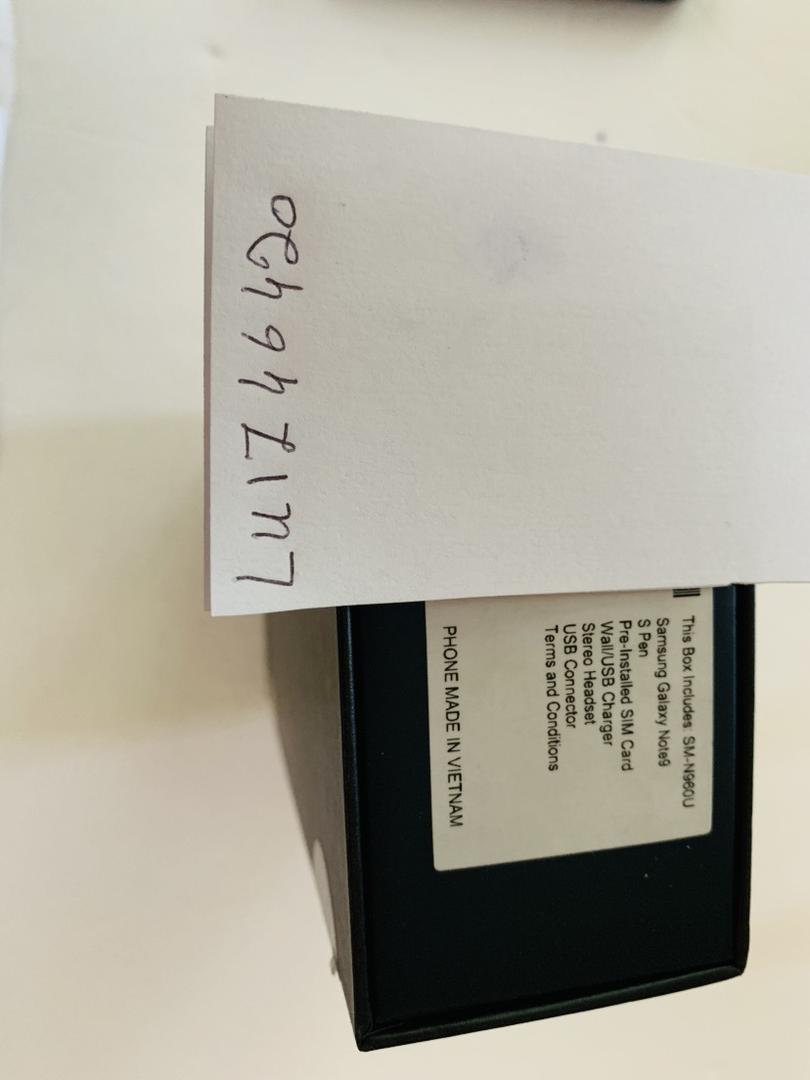 LUIZ46420
This Box Includes: SM-N960U
Samsung Galaxy Note9
S Pen
Pre-Installed SIM Card
Wall/USB Charger
Stereo Headset
USB Connector
Terms and Conditions
PHONE MADE IN VIETNAM